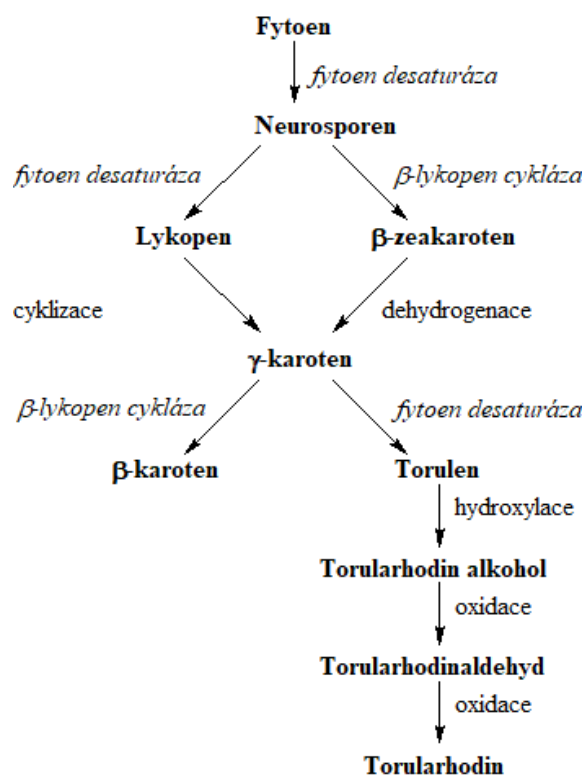 Fytoen
fytoen desaturáza
Neurosporen
fytoen desaturáza
β-lykopen cykláza
Lykopen
β-zeakaroten
cyklizace
dehydrogenace
γ-karoten
β-lykopen cykláza
fytoen desaturáza
β-karoten
Torulen
hydroxylace
Torularhodin alkohol
oxidace
Torularhodinaldehyd
oxidace
Torularhodin